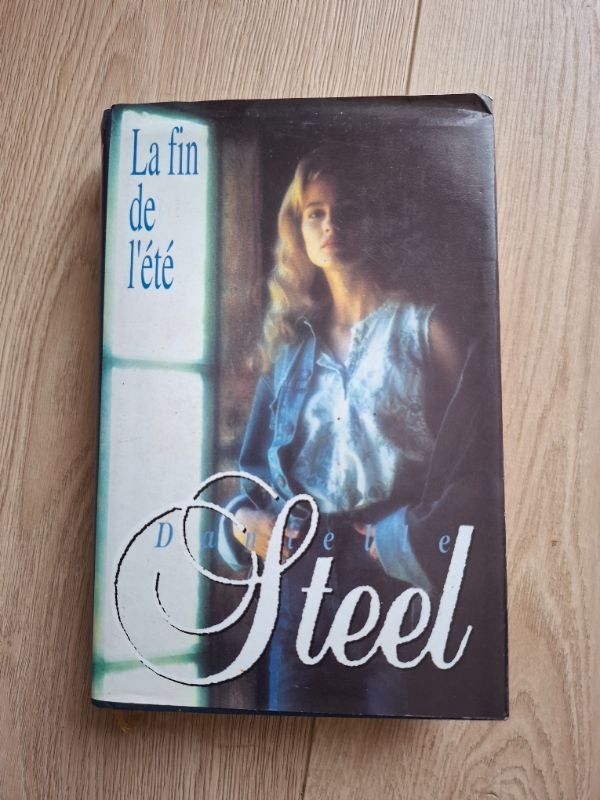 La fin
de
l'été
Danielle
Steel